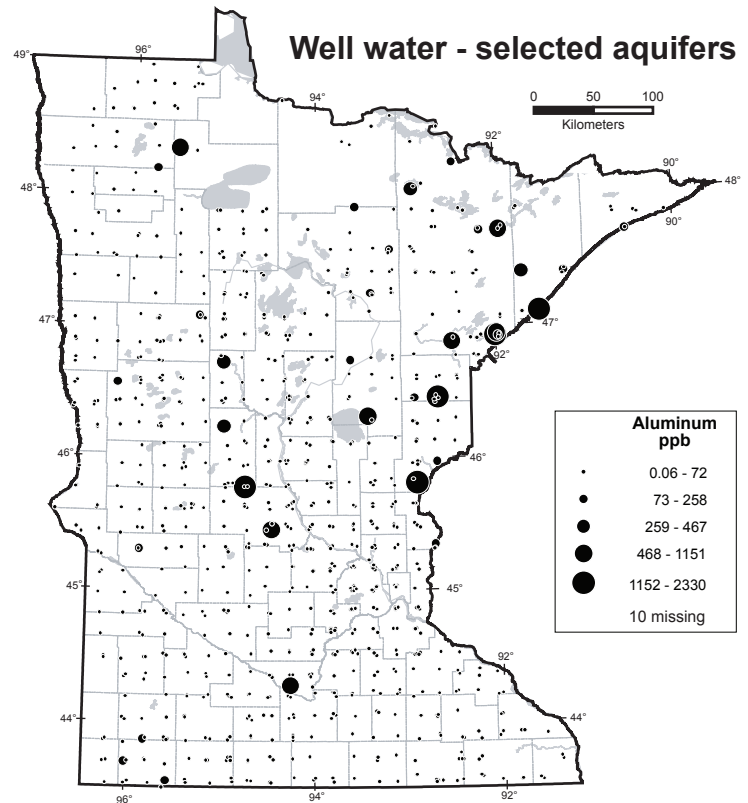 Well water - selected aquifers
0 50 100
Kilometers
49°
96°
94°
92°
90°
48°
48°
90°
47°
47°
92°
46°
46°
45°
45°
92°
44°
44°
96°
94°
92°
Aluminum
ppb
0.06 - 72
73 - 258
259 - 467
468 - 1151
1152 - 2330
10 missing